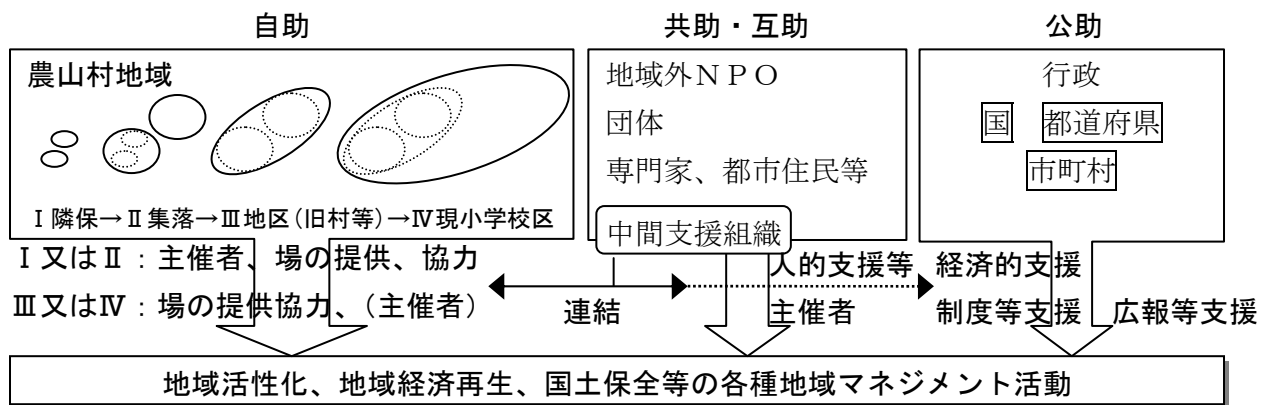 自助
共助・互助
公助
農山村地域
Ⅰ隣保→Ⅱ集落→Ⅲ地区(旧村等)→Ⅳ現小学校区
地域外ＮＰＯ
団体
専門家、都市住民等
中間支援組織
行政
国 都道府県
市町村
Ⅰ又はⅡ：主催者、場の提供、協力
Ⅲ又はⅣ：場の提供協力、（主催者）
連結
人的支援等
主催者
経済的支援
制度等支援 広報等支援
地域活性化、地域経済再生、国土保全等の各種地域マネジメント活動